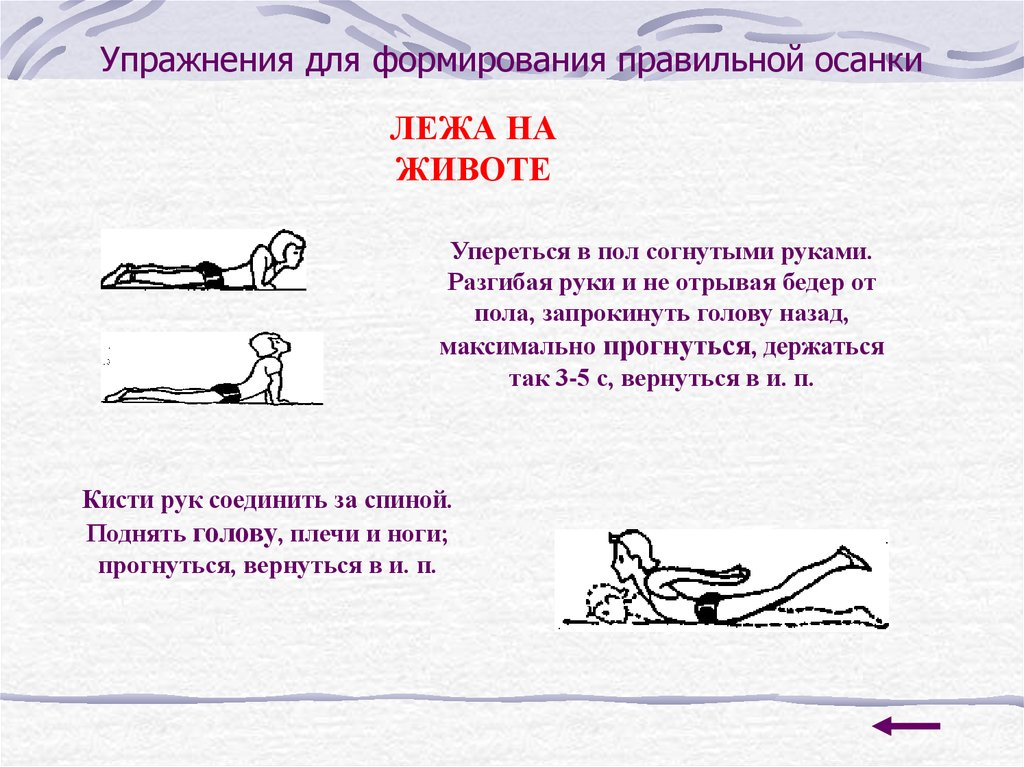 Упражнения для формирования правильной осанки
ЛЕЖА НА
ЖИВОТЕ
Упереться в пол согнутыми руками.
Разгибая руки и не отрывая бедер от
пола, запрокинуть голову назад,
максимально прогнуться, держаться
так 3-5 с, вернуться в и. п.
Кисти рук соединить за спиной.
Поднять голову, плечи и ноги;
прогнуться, вернуться в и. п.